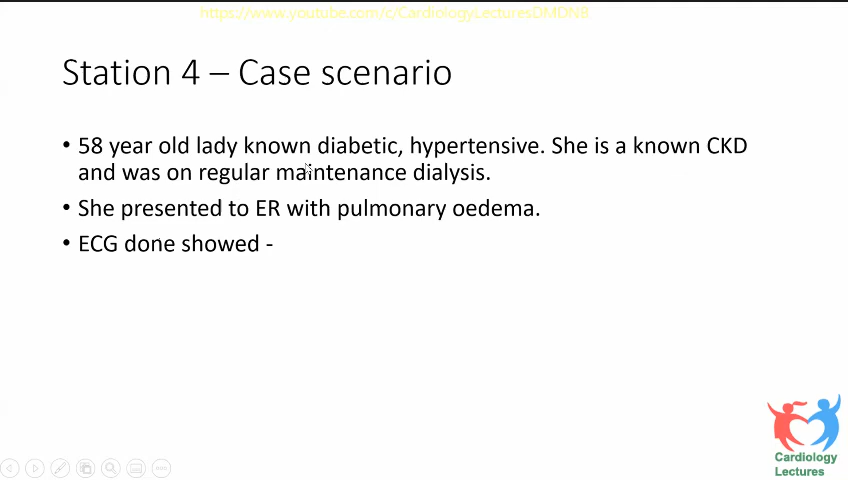 https://www.youtube.com/c/CardiologyLecturesDMDNB
Station 4 – Case scenario
• 58 year old lady known diabetic, hypertensive. She is a known CKD
and was on regular maintenance dialysis.
• She presented to ER with pulmonary oedema.
• ECG done showed -
Cardiology
Lectures